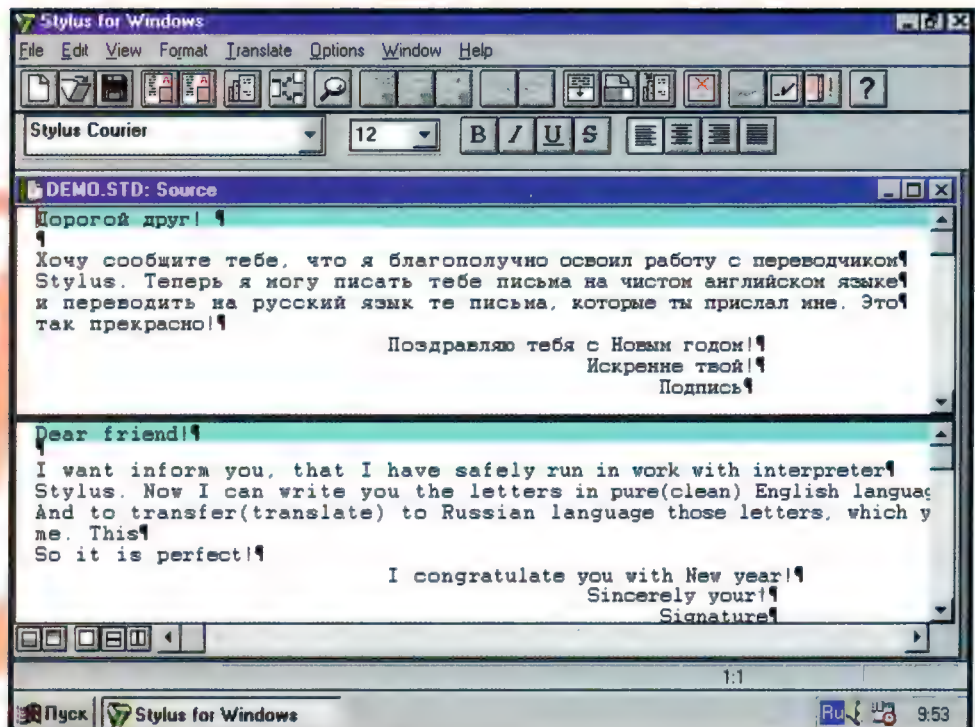 Stylus for Windows
File Edit View Format Translate Options Window Help
?
Stylus Courier 12 B I U S
DEMO.STD: Source
Дорогой друг! ¶
¶
Хочу сообщите тебе, что я благополучно освоил работу с переводчиком¶
Stylus. Теперь я могу писать тебе письма на чистом английском языке¶
и переводить на русский язык те письма, которые ты прислал мне. Это¶
так прекрасно!¶
Поздравляю тебя с Новым годом!¶
Искренне твой!¶
Подпись¶
Dear friend!¶
¶
I want inform you, that I have safely run in work with interpreter¶
Stylus. Now I can write you the letters in pure(clean) English languag
And to transfer(translate) to Russian language those letters, which y
me. This¶
So it is perfect!¶
I congratulate you with New year!¶
Sincerely your!¶
Signature¶
1:1
Пуск Stylus for Windows Ru 9:53